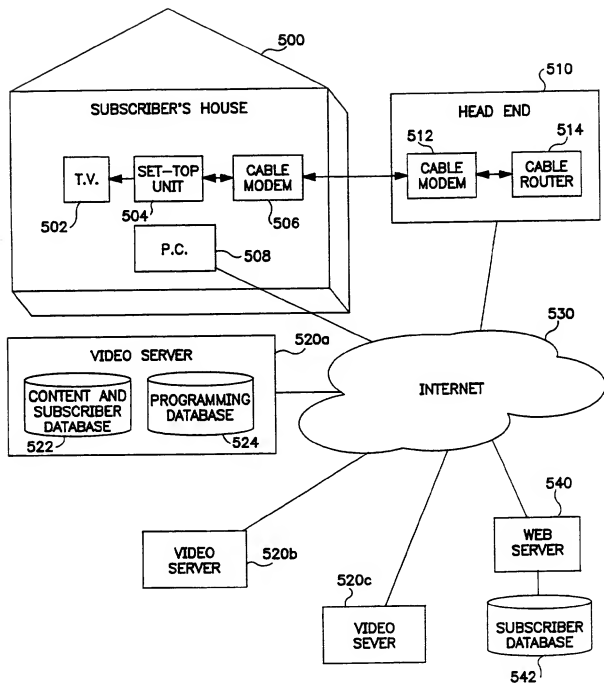 500
510
SUBSCRIBER'S HOUSE
HEAD END
512
514
T.V.
SET-TOP
UNIT
CABLE
MODEM
CABLE
MODEM
CABLE
ROUTER
502
504
506
P.C.
508
530
520a
VIDEO SERVER
CONTENT AND
SUBSCRIBER
DATABASE
PROGRAMMING
DATABASE
522
524
INTERNET
540
VIDEO
SERVER
520b
WEB
SERVER
520c
VIDEO
SEVER
SUBSCRIBER
DATABASE
542